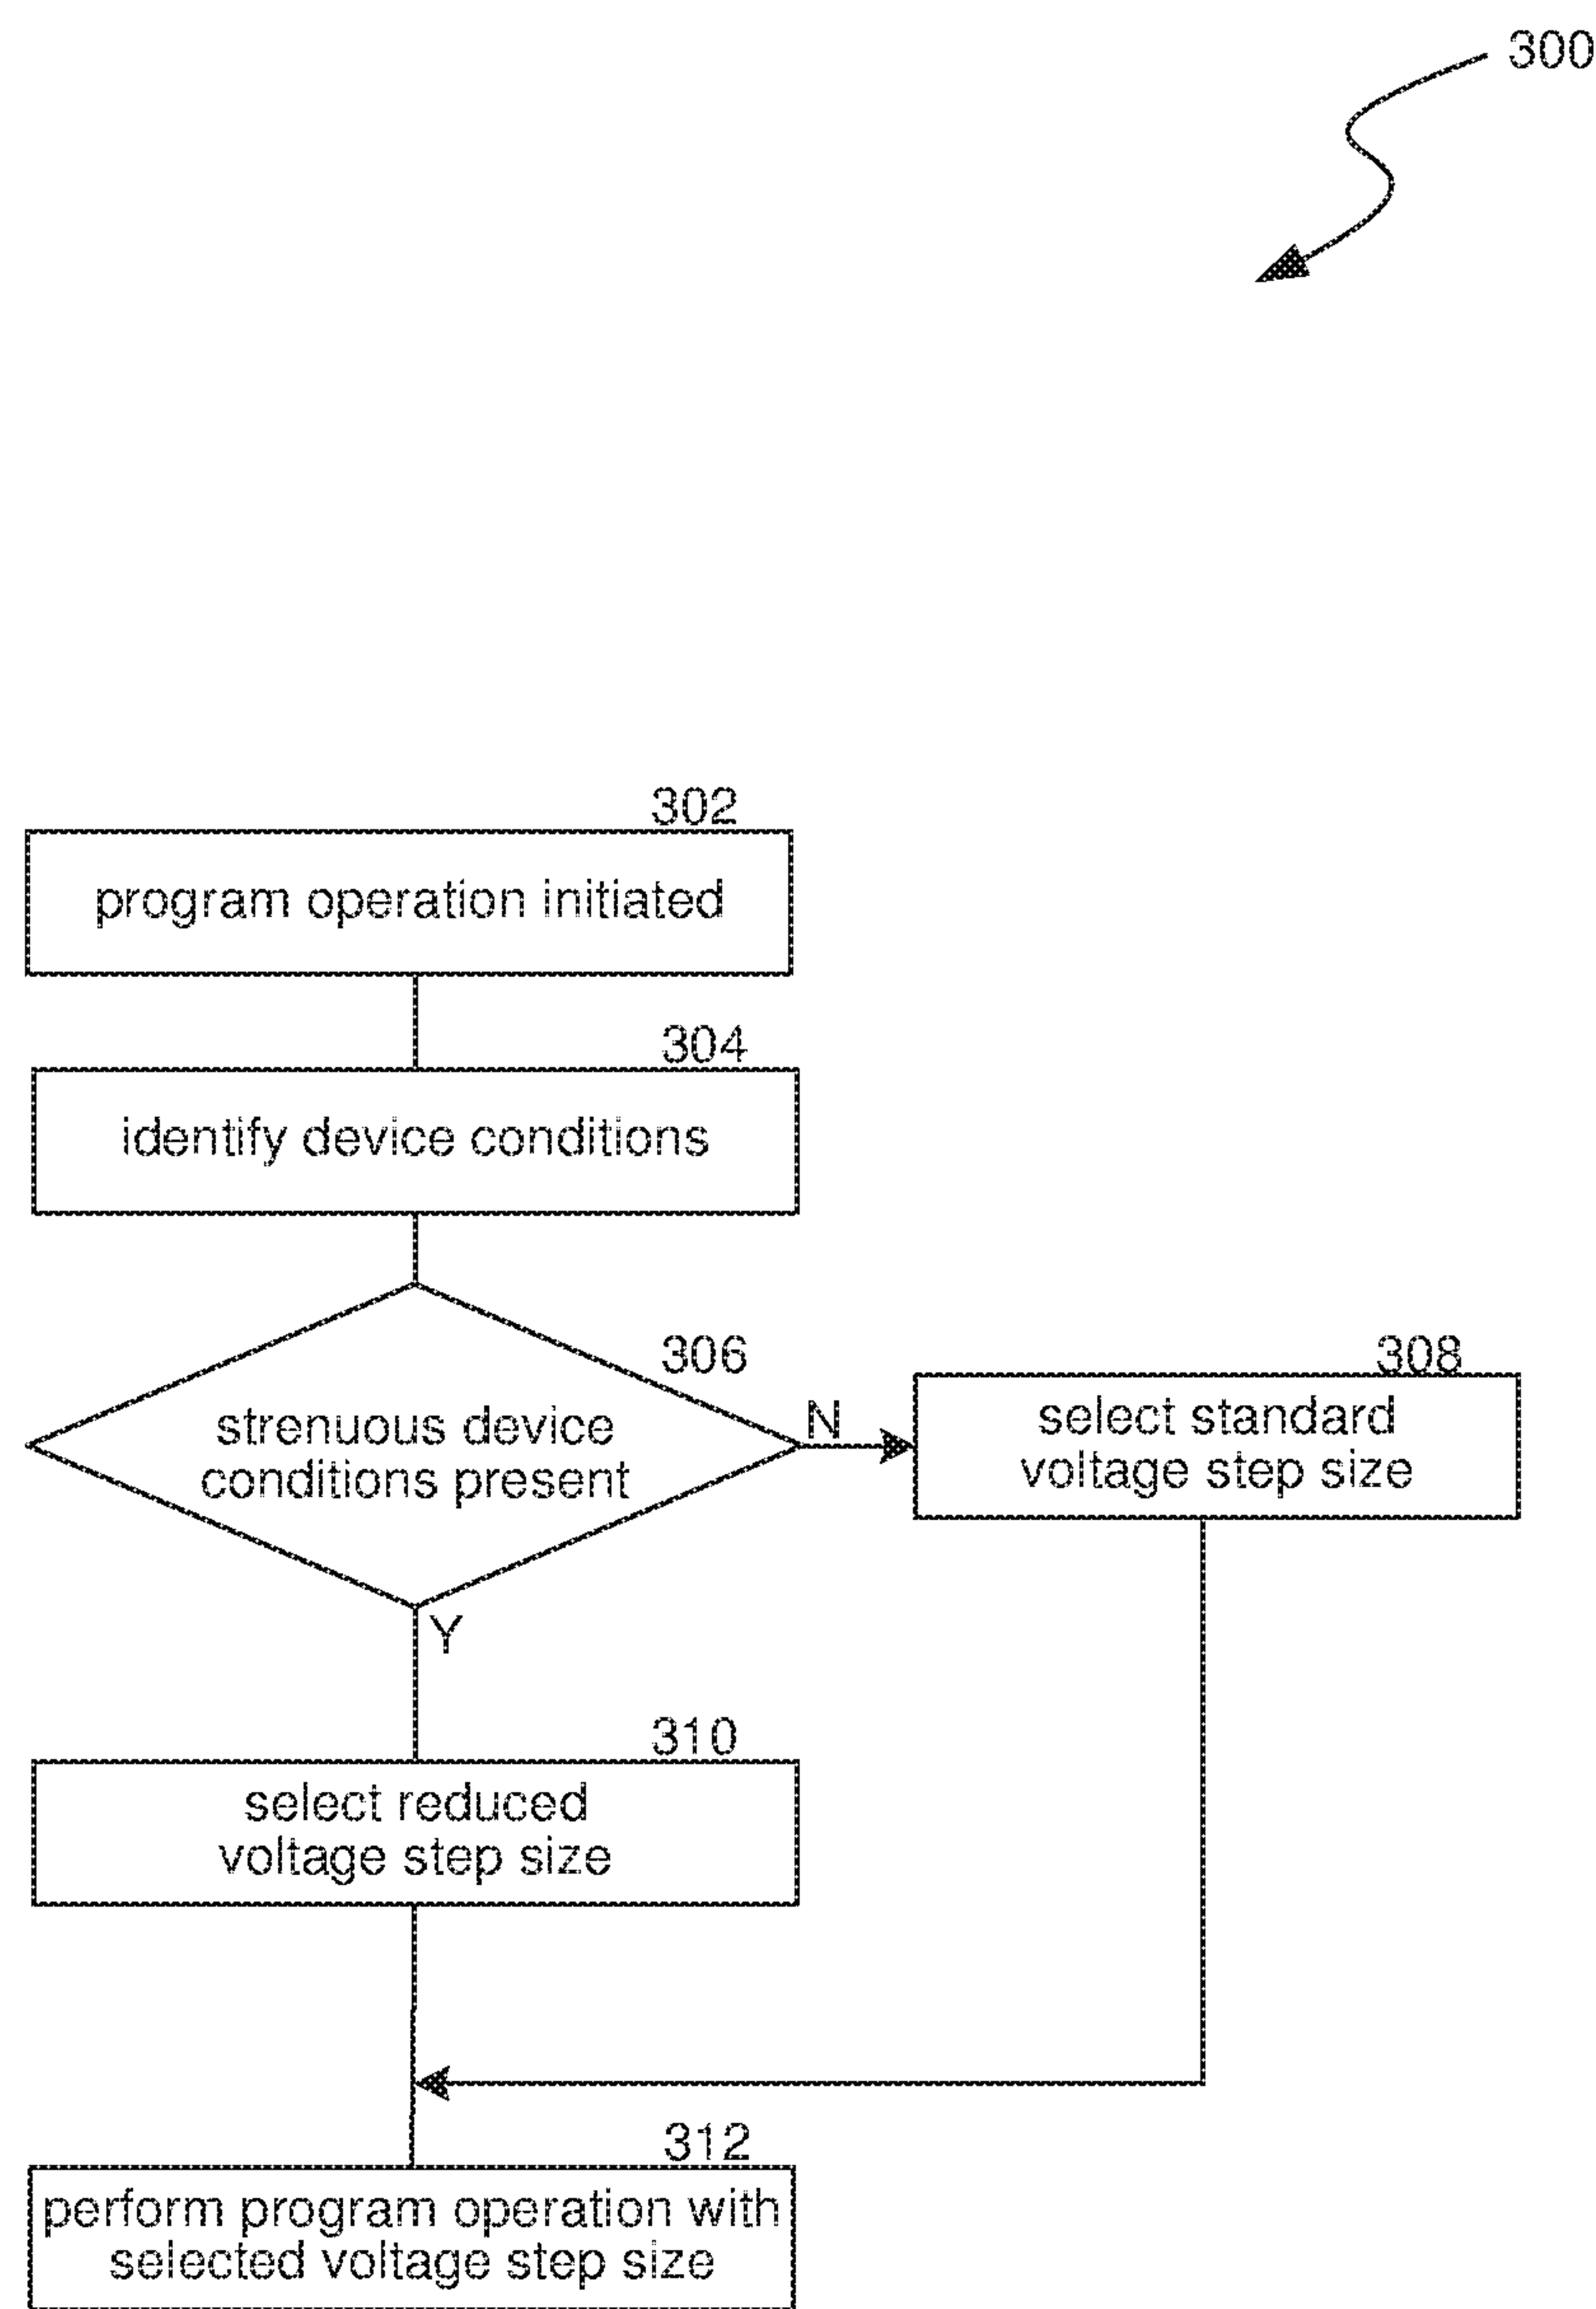 300
302
program operation initiated
304
identify device conditions
306
strenuous device
conditions present
N
308
select standard
voltage step size
Y
310
select reduced
voltage step size
312
perform program operation with
selected voltage step size